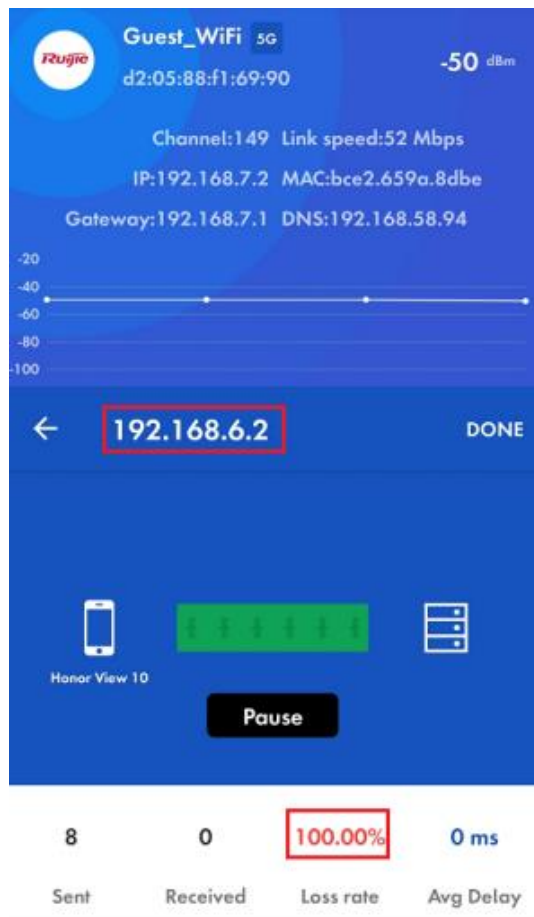 Ruijie
Guest_WiFi 5G
d2:05:88:f1:69:90
-50 dBm
Channel:149 Link speed:52 Mbps
IP:192.168.7.2 MAC:bce2.659a.8dbe
Gateway:192.168.7.1 DNS:192.168.58.94
-20
-40
-60
-80
-100
← 192.168.6.2 DONE
Honor View 10
Pause
8 0 100.00% 0 ms
Sent Received Loss rate Avg Delay